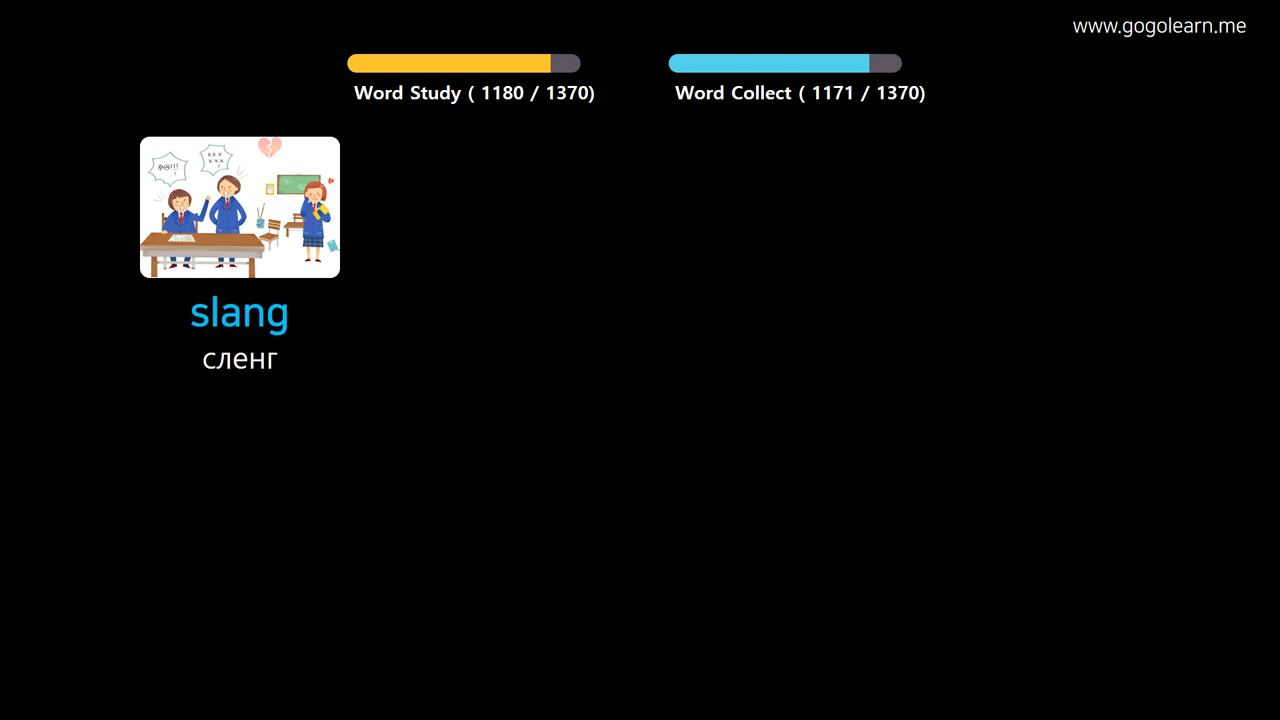 www.gogolearn.me
Word Study ( 1180 / 1370)
Word Collect ( 1171 / 1370)
slang
сленг